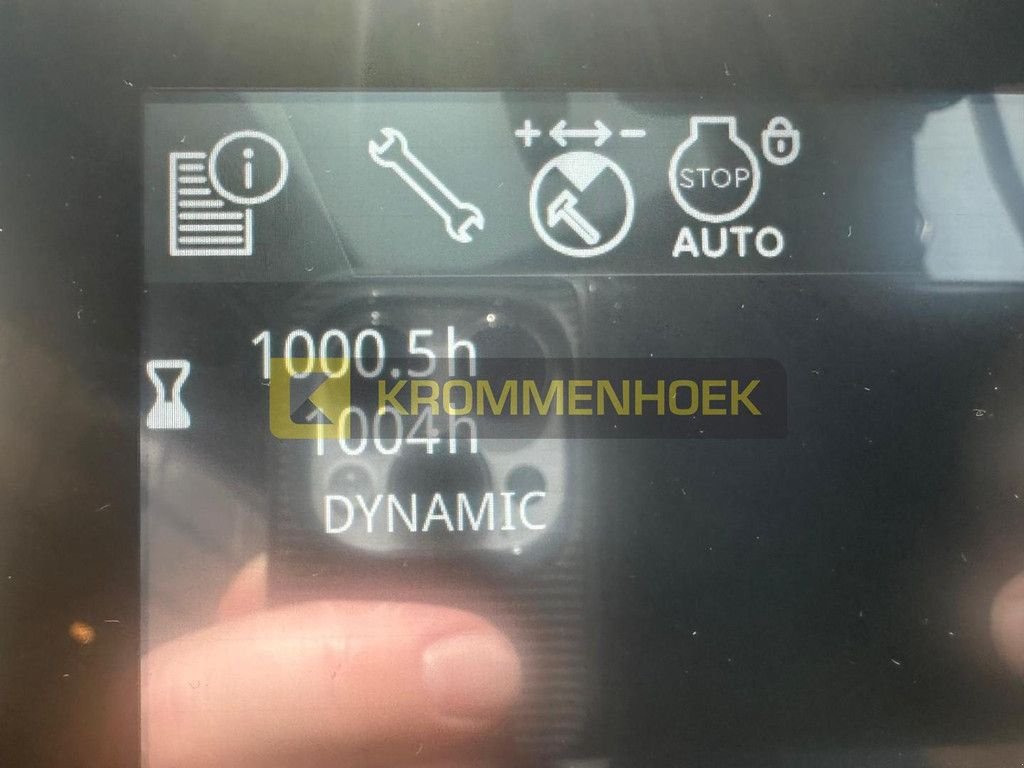 i
+ -
STOP
AUTO
1000.5h
KROMMENHOEK
1004h
DYNAMIC